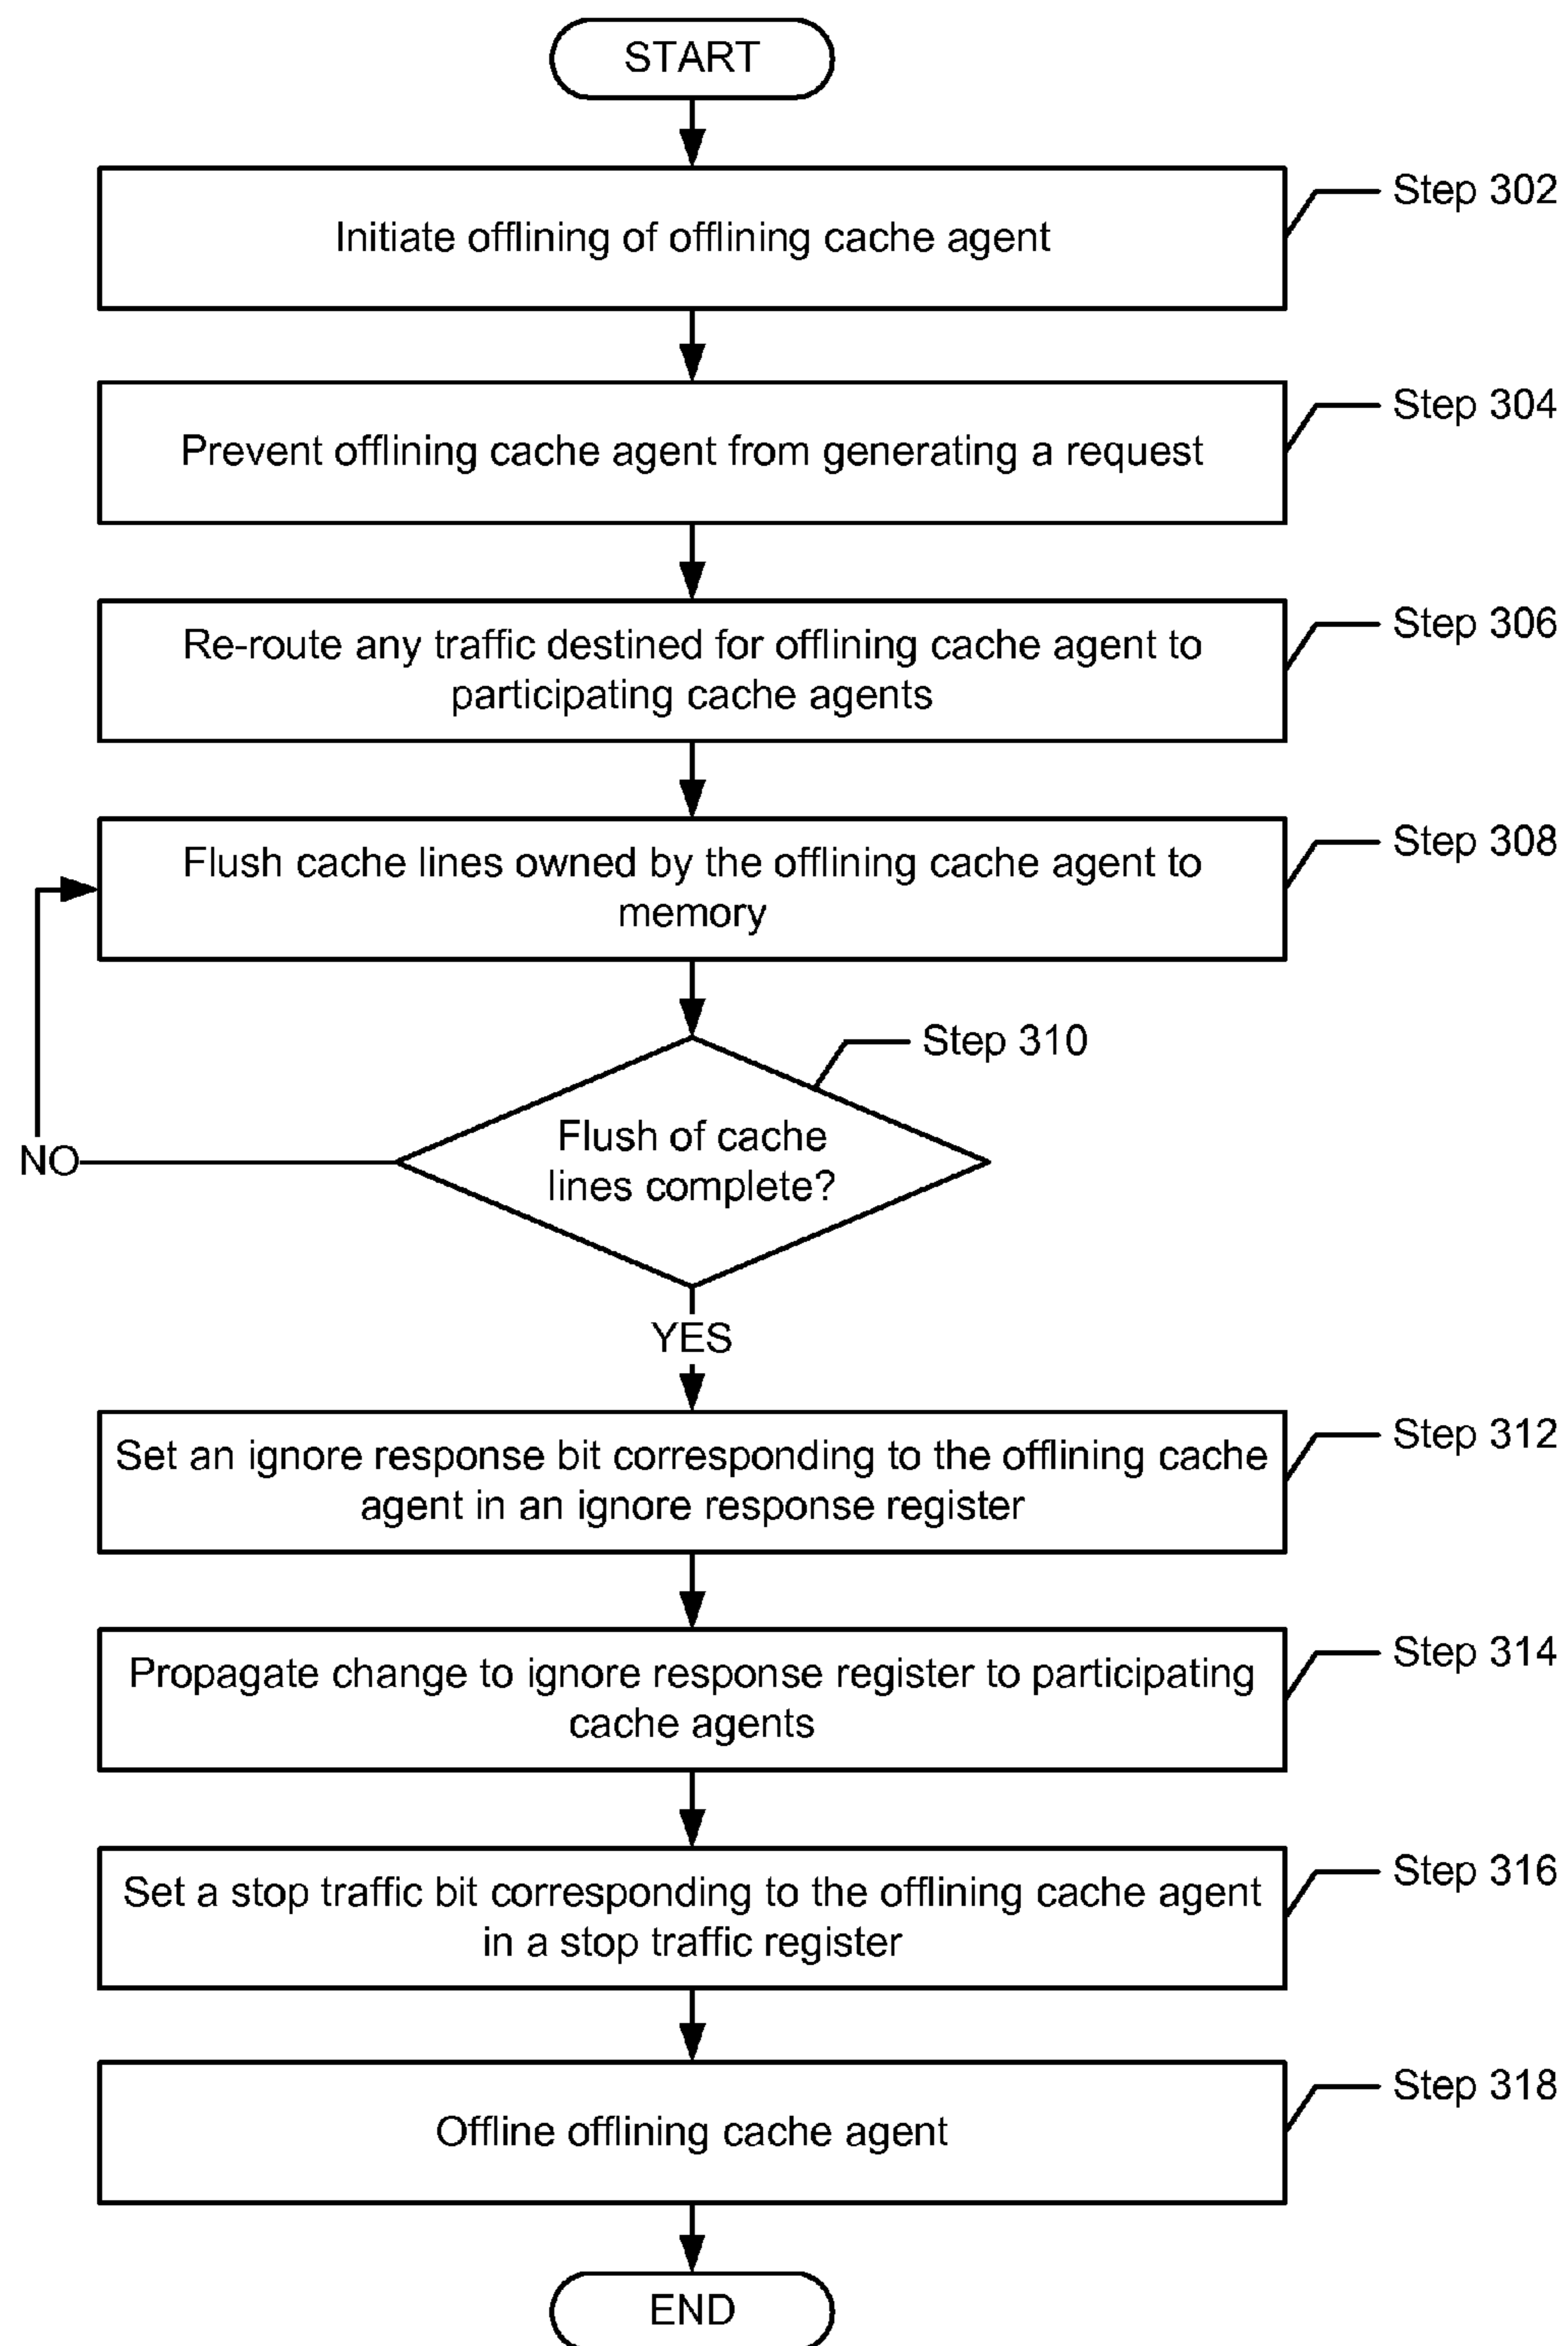 START
Step 302
Initiate offlining of offlining cache agent
Step 304
Prevent offlining cache agent from generating a request
Step 306
Re-route any traffic destined for offlining cache agent to
participating cache agents
Step 308
Flush cache lines owned by the offlining cache agent to
memory
Step 310
Flush of cache
lines complete?
NO
YES
Step 312
Set an ignore response bit corresponding to the offlining cache
agent in an ignore response register
Step 314
Propagate change to ignore response register to participating
cache agents
Step 316
Set a stop traffic bit corresponding to the offlining cache agent
in a stop traffic register
Step 318
Offline offlining cache agent
END